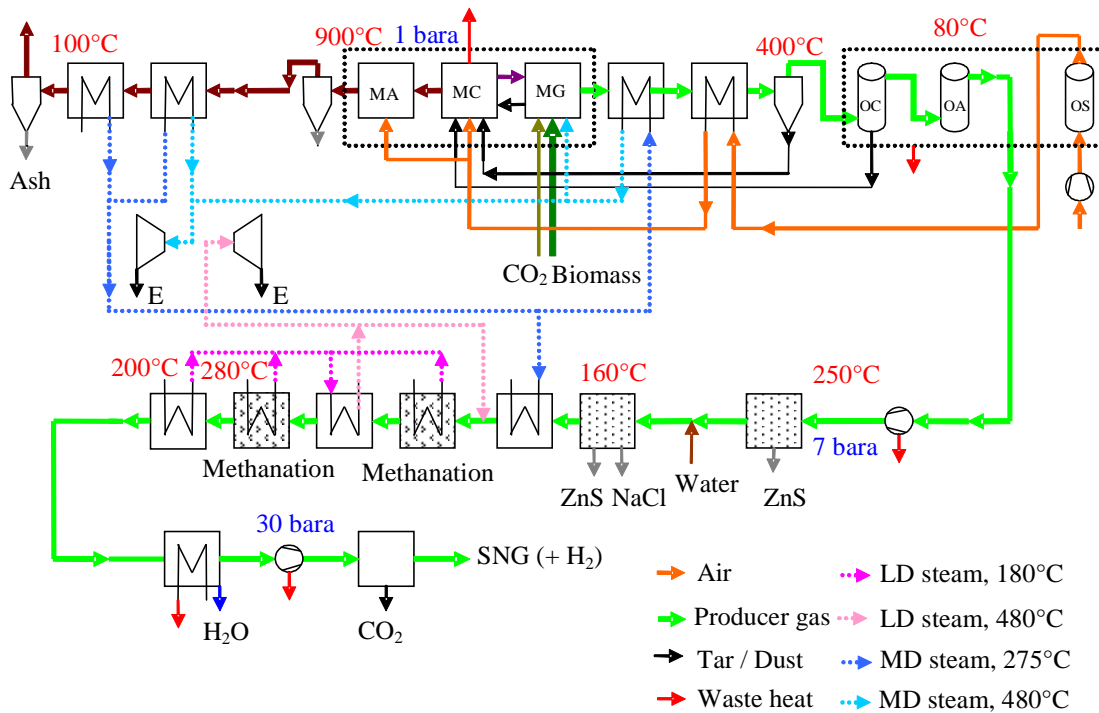 100°C
900°C
1 bara
400°C
80°C
MA
MC
MG
OC
OA
OS
Ash
CO₂ Biomass
E
E
200°C
280°C
160°C
250°C
7 bara
Methanation
Methanation
ZnS
NaCl
Water
ZnS
30 bara
SNG (+ H₂)
H₂O
CO₂
Air
LD steam, 180°C
Producer gas
LD steam, 480°C
Tar / Dust
MD steam, 275°C
Waste heat
MD steam, 480°C